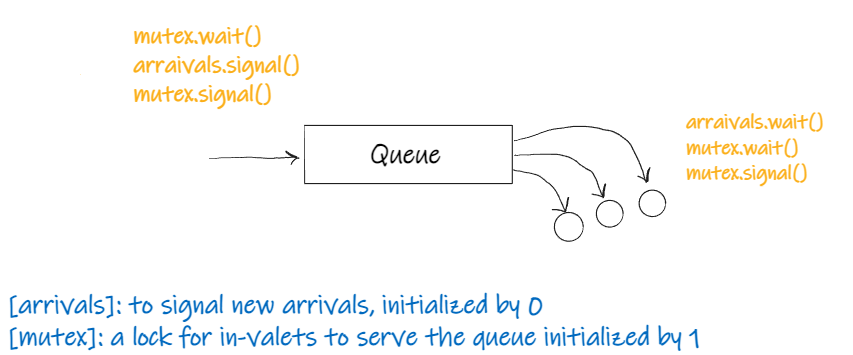 mutex.wait()
arraivals.signal()
mutex.signal()
Queue
arraivals.wait()
mutex.wait()
mutex.signal()
[arrivals]: to signal new arrivals, initialized by 0
[mutex]: a lock for in-valets to serve the queue initialized by 1